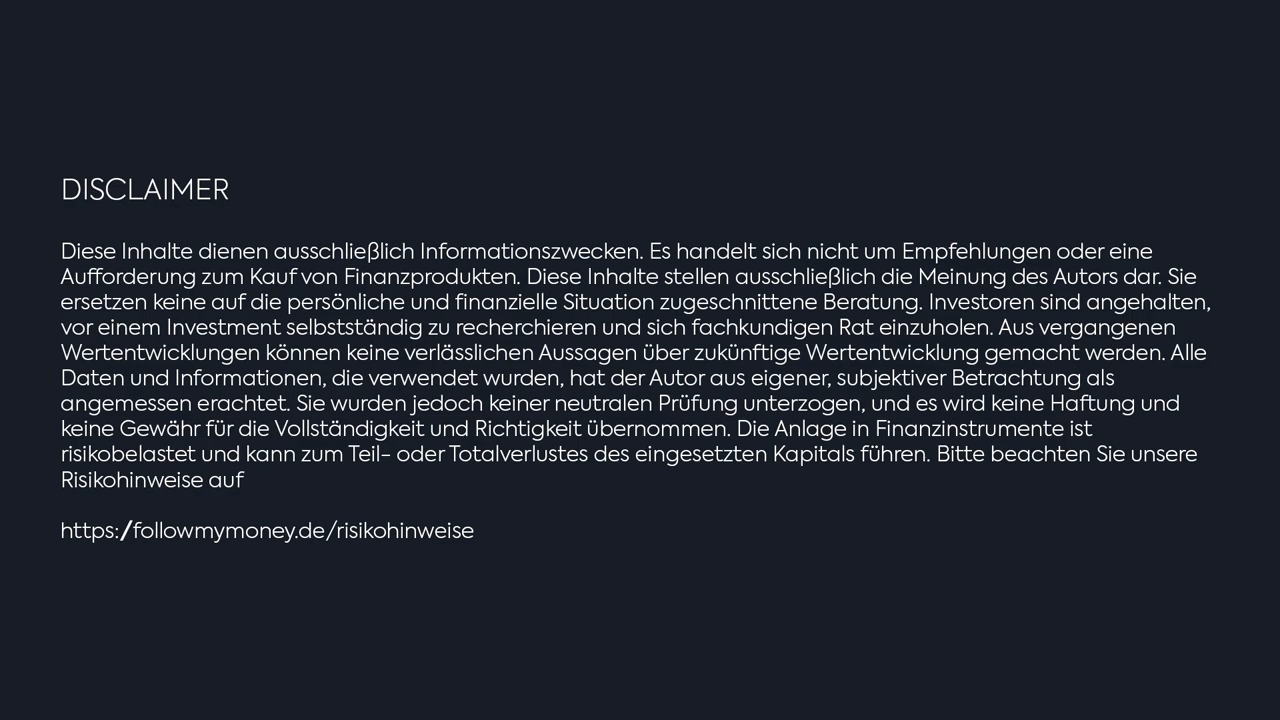 DISCLAIMER
Diese Inhalte dienen ausschließlich Informationszwecken. Es handelt sich nicht um Empfehlungen oder eine
Aufforderung zum Kauf von Finanzprodukten. Diese Inhalte stellen ausschließlich die Meinung des Autors dar. Sie
ersetzen keine auf die persönliche und finanzielle Situation zugeschnittene Beratung. Investoren sind angehalten,
vor einem Investment selbstständig zu recherchieren und sich fachkundigen Rat einzuholen. Aus vergangenen
Wertentwicklungen können keine verlässlichen Aussagen über zukünftige Wertentwicklung gemacht werden. Alle
Daten und Informationen, die verwendet wurden, hat der Autor aus eigener, subjektiver Betrachtung als
angemessen erachtet. Sie wurden jedoch keiner neutralen Prüfung unterzogen, und es wird keine Haftung und
keine Gewähr für die Vollständigkeit und Richtigkeit übernommen. Die Anlage in Finanzinstrumente ist
risikobelastet und kann zum Teil- oder Totalverlustes des eingesetzten Kapitals führen. Bitte beachten Sie unsere
Risikohinweise auf
https://followmymoney.de/risikohinweise